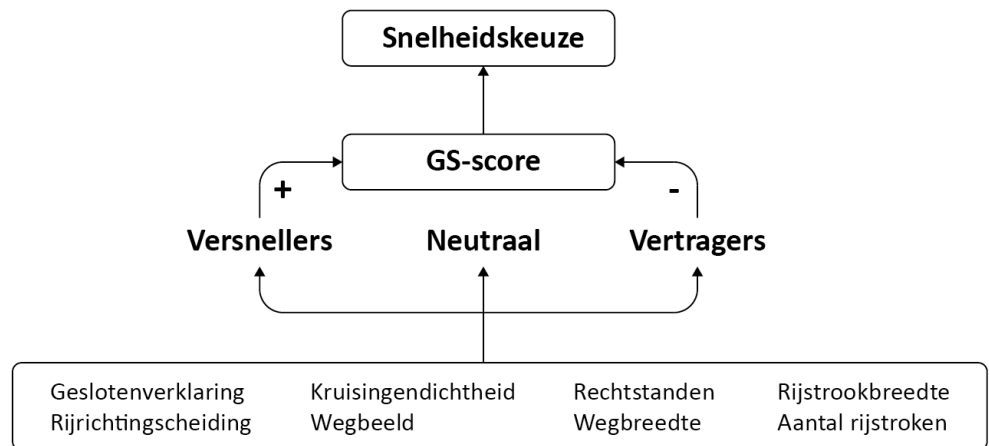 Snelheidskeuze
GS-score
+
-
Versnellers Neutraal Vertragers
Geslotenverklaring Kruisingendichtheid Rechtstanden Rijstrookbreedte
Rijrichtingscheiding Wegbeeld Wegbreedte Aantal rijstroken